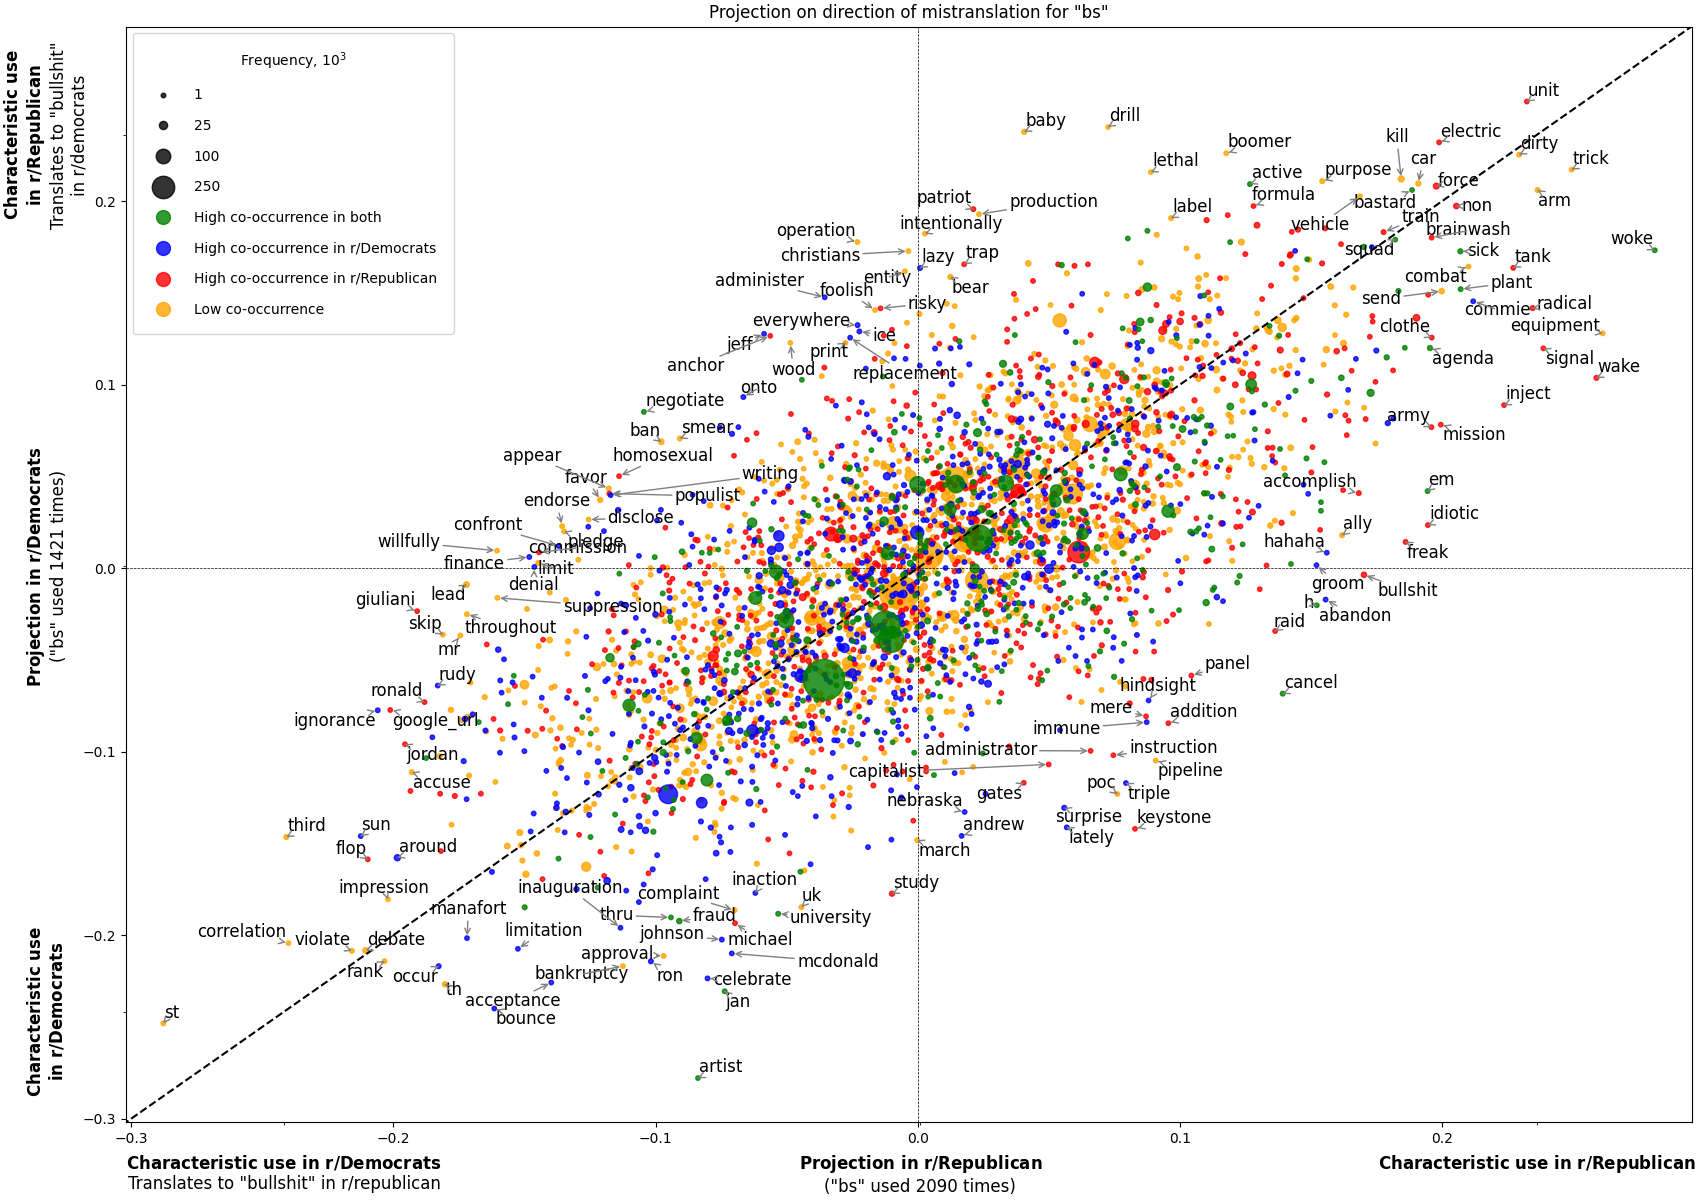 Projection on direction of mistranslation for "bs"
Characteristic use
in r/Republican
Translates to "bullshit"
in r/democrats
Projection in r/Democrats
("bs" used 1421 times)
Characteristic use
in r/Democrats
Frequency, 10³
1
25
100
250
High co-occurrence in both
High co-occurrence in r/Democrats
High co-occurrence in r/Republican
Low co-occurrence
0.2
0.1
0.0
−0.1
−0.2
−0.3
unit
baby
drill
boomer
kill
electric
dirty
lethal
active
purpose
car
trick
patriot
production
formula
force
label
bastard
non
arm
operation
intentionally
vehicle
train
brainwash
woke
christians
lazy
trap
squad
sick
tank
administer
entity
bear
combat
plant
foolish
risky
send
commie
radical
everywhere
ice
clothe
equipment
jeff
print
agenda
signal
anchor
wood
replacement
wake
onto
inject
negotiate
army
ban
smear
mission
appear
homosexual
favor
writing
accomplish
em
endorse
populist
idiotic
confront
disclose
ally
willfully
pledge
commission
hahaha
freak
finance
limit
denial
groom
bullshit
giuliani
lead
suppression
h
abandon
skip
throughout
raid
mr
panel
rudy
hindsight
cancel
ronald
mere
addition
ignorance
google_url
immune
jordan
administrator
instruction
accuse
capitalist
pipeline
nebraska
gates
poc
triple
third
sun
andrew
surprise
keystone
flop
around
march
lately
impression
inauguration
complaint
inaction
study
manafort
thru
fraud
uk
university
correlation
violate
debate
limitation
johnson
michael
rank
occur
approval
mcdonald
th
bankruptcy
ron
celebrate
acceptance
jan
st
bounce
artist
−0.3
−0.2
−0.1
0.0
0.1
0.2
Characteristic use in r/Democrats
Projection in r/Republican
Characteristic use in r/Republican
Translates to "bullshit" in r/republican
("bs" used 2090 times)